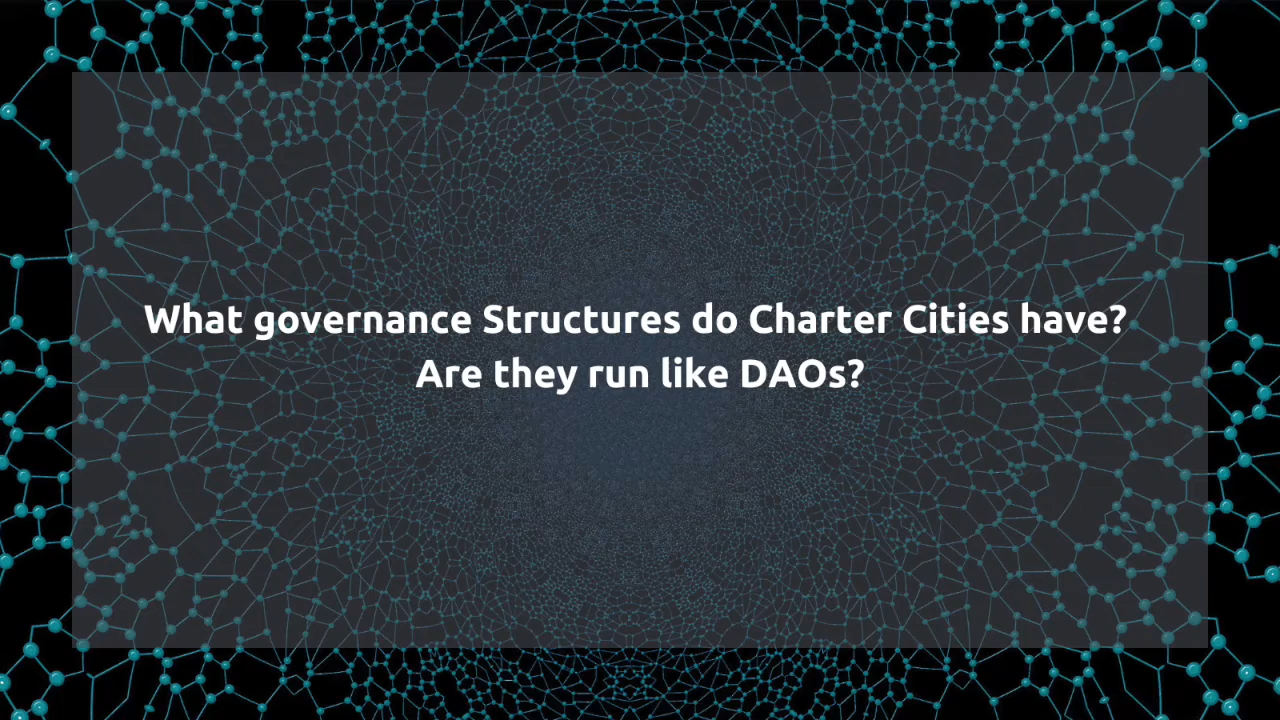 What governance Structures do Charter Cities have?
Are they run like DAOs?